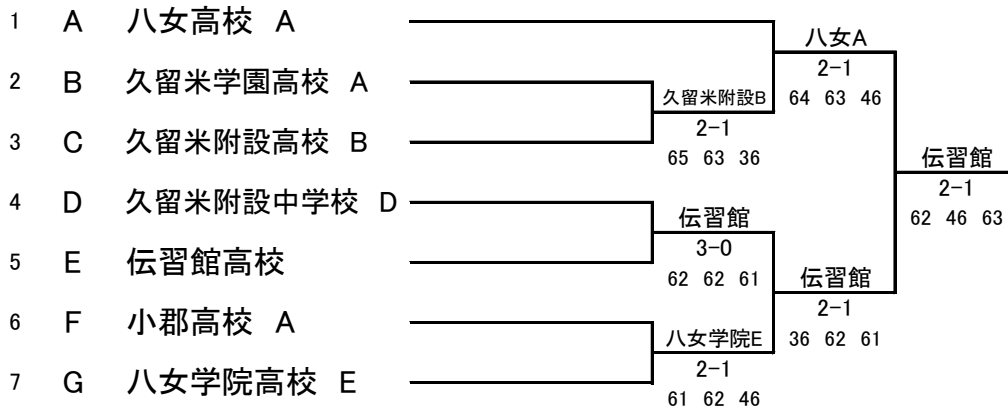 1 A 八女高校 A
八女A
2-1
64 63 46
2 B 久留米学園高校 A
久留米附設B
2-1
65 63 36
3 C 久留米附設高校 B
伝習館
2-1
62 46 63
4 D 久留米附設中学校 D
伝習館
3-0
62 62 61
5 E 伝習館高校
伝習館
2-1
36 62 61
6 F 小郡高校 A
八女学院E
2-1
61 62 46
7 G 八女学院高校 E